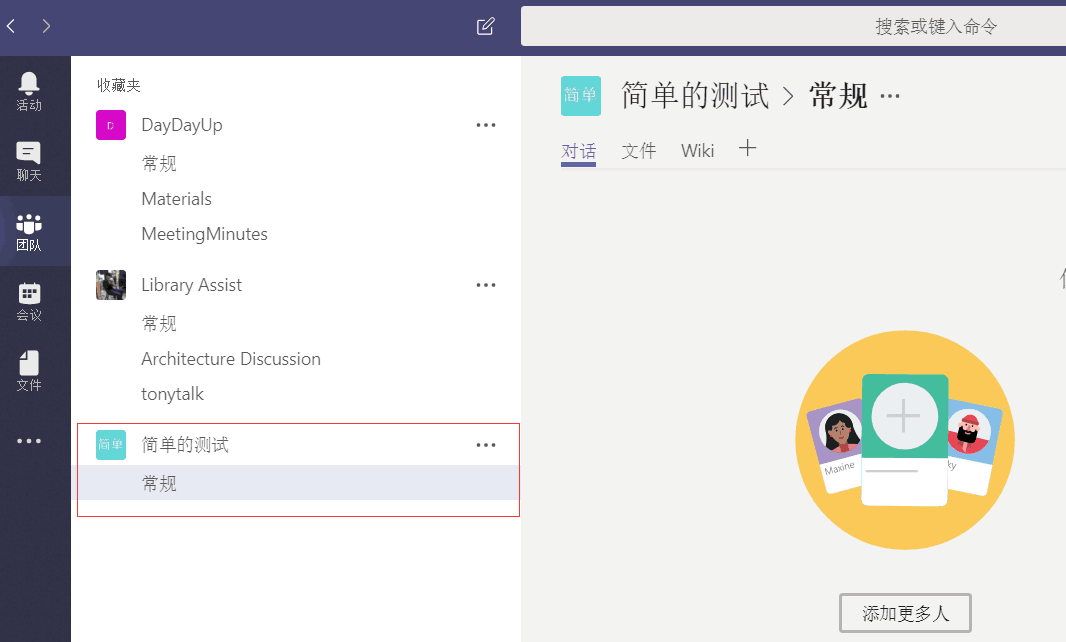 搜索或键入命令
活动
聊天
团队
会议
文件
收藏夹
D DayDayUp
常规
Materials
MeetingMinutes
Library Assist
常规
Architecture Discussion
tonytalk
简单 简单的测试
常规
简单 简单的测试 > 常规
对话 文件 Wiki
Maxine
ky
添加更多人